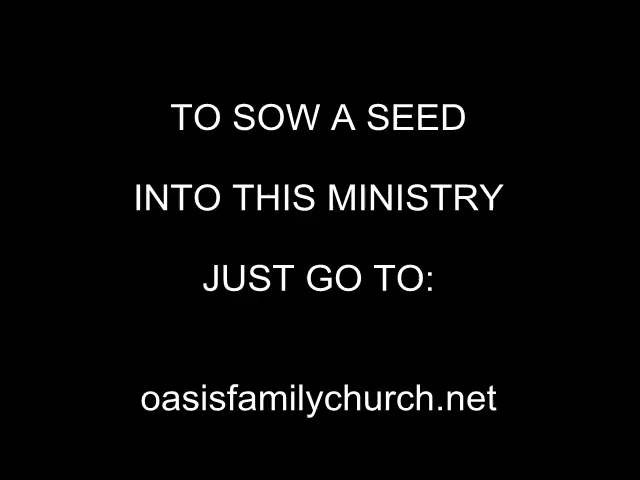 TO SOW A SEED
INTO THIS MINISTRY
JUST GO TO:
oasisfamilychurch.net